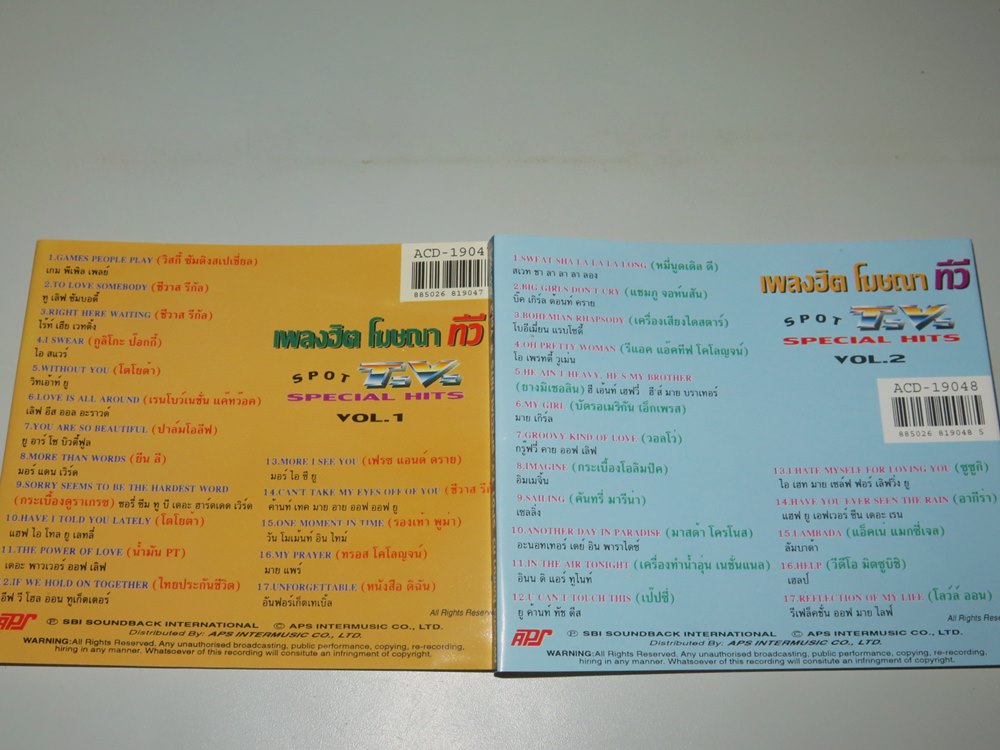 1.GAMES PEOPLE PLAY (วิสกี้ ซัมติงสเปเชี่ยล)
เกม พีเพิล เพลย์
2.TO LOVE SOMEBODY (ชีวาส รีกัล)
ทู เลิฟ ซัมบอดี้
3.RIGHT HERE WAITING (ชีวาส รีกัล)
ไร้ท์ เฮีย เวทติ้ง
4.I SWEAR (กูลิโกะ ป๊อกกี้)
ไอ สแวร์
5.WITHOUT YOU (โตโยต้า)
วิทเอ้าท์ ยู
6.LOVE IS ALL AROUND (เรนโบว์เนชั่น แค๊ทว๊อค)
เลิฟ อีส ออล อะราวด์
7.YOU ARE SO BEAUTIFUL (ปาล์มโอลีฟ)
ยู อาร์ โซ บิวตี้ฟูล
8.MORE THAN WORDS (ยีน ลี)
มอร์ แดน เวิร์ด
9.SORRY SEEMS TO BE THE HARDEST WORD
(กระเบื้องดูราเกรซ) ซอรี่ ซีม ทู บี เดอะ ฮาร์ดเดส เวิร์ด
10.HAVE I TOLD YOU LATELY (โตโยต้า)
แฮฟ ไอ โทล ยู เลทลี่
11.THE POWER OF LOVE (น้ำมัน PT)
เดอะ พาวเวอร์ ออฟ เลิฟ
2.IF WE HOLD ON TOGETHER (ไทยประกันชีวิต)
อีฟ วี โฮล ออน ทูเก็ตเตอร์
ACD-1904
885026 819047
เพลงฮิต โฆษณา ทีวี
SPOT T.V.
SPECIAL HITS
VOL.1
13.MORE I SEE YOU (เฟรช แอนด์ ดราย)
มอร์ ไอ ซี ยู
14.CAN'T TAKE MY EYES OFF OF YOU (ชีวาส รี
ค้านท์ เทค มาย อาย ออฟ ออฟ ยู
15.ONE MOMENT IN TIME (รองเท้า พูม่า)
วัน โมเม้นท์ อิน ไทม์
16.MY PRAYER (ทรอส โคโลญจน์)
มาย แพร์
17.UNFORGETTABLE (หนังสือ ดิฉัน)
อันฟอร์เก็ตเทเบิ้ล
All Rights Reserve
APS
Ⓟ SBI SOUNDBACK INTERNATIONAL © APS INTERMUSIC CO., LTD.
Distributed By: APS INTERMUSIC CO., LTD.
WARNING:All Rights Reserved. Any unauthorised broadcasting, public performance, copying, re-recording,
hiring in any manner. Whatsoever of this recording will consitute an infringment of copyright.
1.SWEAT SHA LA LA LA LONG (หมี่นูดเดิล ดี)
สเวท ชา ลา ลา ลา ลอง
2.BIG GIRLS DON'T CRY (แชมภู จอห์นสัน)
บิ๊ค เกิร์ล ด้อนท์ คราย
3.BOHEMIAN RHAPSODY (เครื่องเสียงไดสตาร์)
โบอีเมี่ยน แรบโซดี้
4.OH PRETTY WOMAN (รีแอค แอ๊คทีฟ โคโลญจน์)
โอ เพรทตี้ วูเม่น
5.HE AIN'T HEAVY, HE,S MY BROTHER
(ยางมิเชอลิน) ฮี เอ้นท์ เฮฟวี่ ฮีส์ มาย บราเทอร์
6.MY GIRL (บัตรอเมริกัน เอ็กเพรส)
มาย เกิร์ล
7.GROOVY KIND OF LOVE (วอลโว่)
กรู๊ฟวี่ คาย ออฟ เลิฟ
8.IMAGINE (กระเบื้องโอลิมปิค)
อิมเมจิ้น
9.SAILING (คันทรี่ มารีน่า)
เซลลิ่ง
10.ANOTHER DAY IN PARADISE (มาสด้า โครโนส)
อะนอทเทอร์ เดย์ อิน พาราไดซ์
11.IN THE AIR TONIGHT (เครื่องทำน้ำอุ่น เนชั่นแนล)
อินน ดิ แอร์ ทูไนท์
12.U CAN'T TOUCH THIS (เป๊ปซี่)
ยู ค้านท์ ทัช ดีส
เพลงฮิต โฆษณา ทีวี
SPOT T.V.
SPECIAL HITS
VOL.2
ACD-19048
885026 819048 5
13.I HATE MYSELF FOR LOVING YOU (ซูซูกิ)
ไอ เฮท มาย เซล์ฟ ฟอร์ เลิฟวิ่ง ยู
14.HAVE YOU EVER SEEN THE RAIN (อากีร่า)
แฮฟ ยู เอฟเวอร์ ซีน เดอะ เรน
15.LAMBADA (แอ็คเน่ แมกซี่เจล)
ลัมบาด้า
16.HELP (วีดีโอ มิตซูบิชิ)
เฮลป์
17.REFLECTION OF MY LIFE (โลวัล ออน)
รีเฟล็คชั่น ออฟ มาย ไลฟ์
All Rights Res
APS
Ⓟ SBI SOUNDBACK INTERNATIONAL © APS INTERMUSIC CO., LTD.
Distributed By: APS INTERMUSIC CO., LTD.
WARNING:All Rights Reserved. Any unauthorised broadcasting, public performance, copying, re-recording,
hiring in any manner. Whatsoever of this recording will consitute an infringment of copyright.